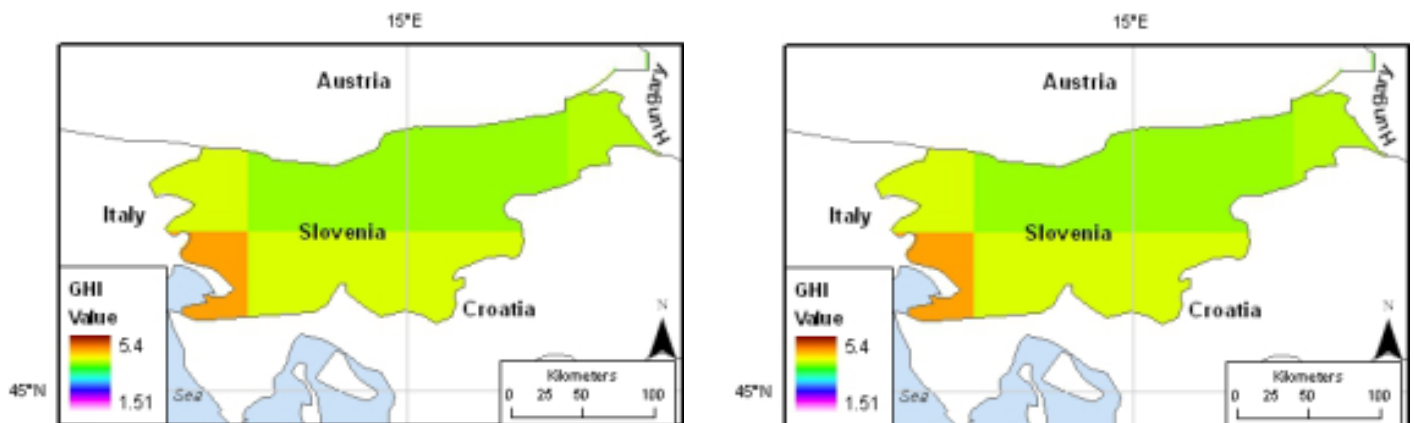 15°E
Austria
Hungary
Italy
Slovenia
GHI
Value
5.4
1.51
Croatia
N
Kilometers
0 25 50 100
45°N
Sea
15°E
Austria
Hungary
Italy
Slovenia
GHI
Value
5.4
1.51
Croatia
N
Kilometers
0 25 50 100
45°N
Sea